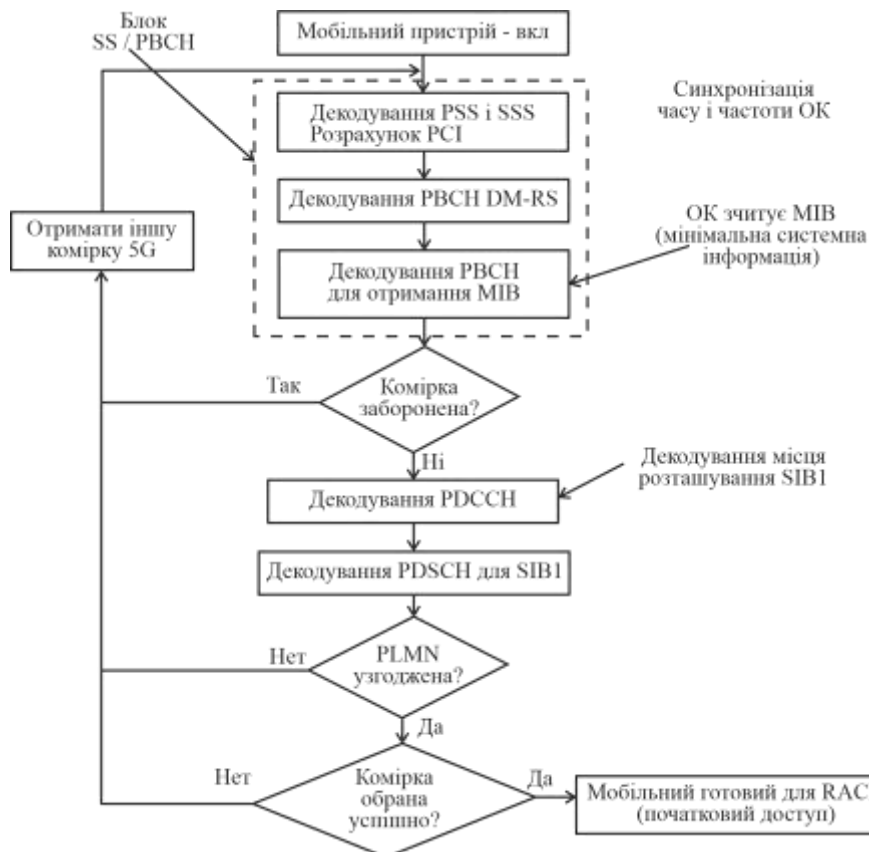 Блок
SS / PBCH
Мобільний пристрій - вкл
Декодування PSS і SSS
Розрахунок PCI
Синхронізація
часу і частоти ОК
Декодування PBCH DM-RS
Отримати іншу
комірку 5G
ОК зчитує MIB
(мінімальна системна
інформація)
Декодування PBCH
для отримання MIB
Так
Комірка
заборонена?
Ні
Декодування місця
розташування SIB1
Декодування PDCCH
Декодування PDSCH для SIB1
Нет
PLMN
узгоджена?
Да
Нет
Комірка
обрана
успішно?
Да
Мобільний готовий для RAC
(початковий доступ)